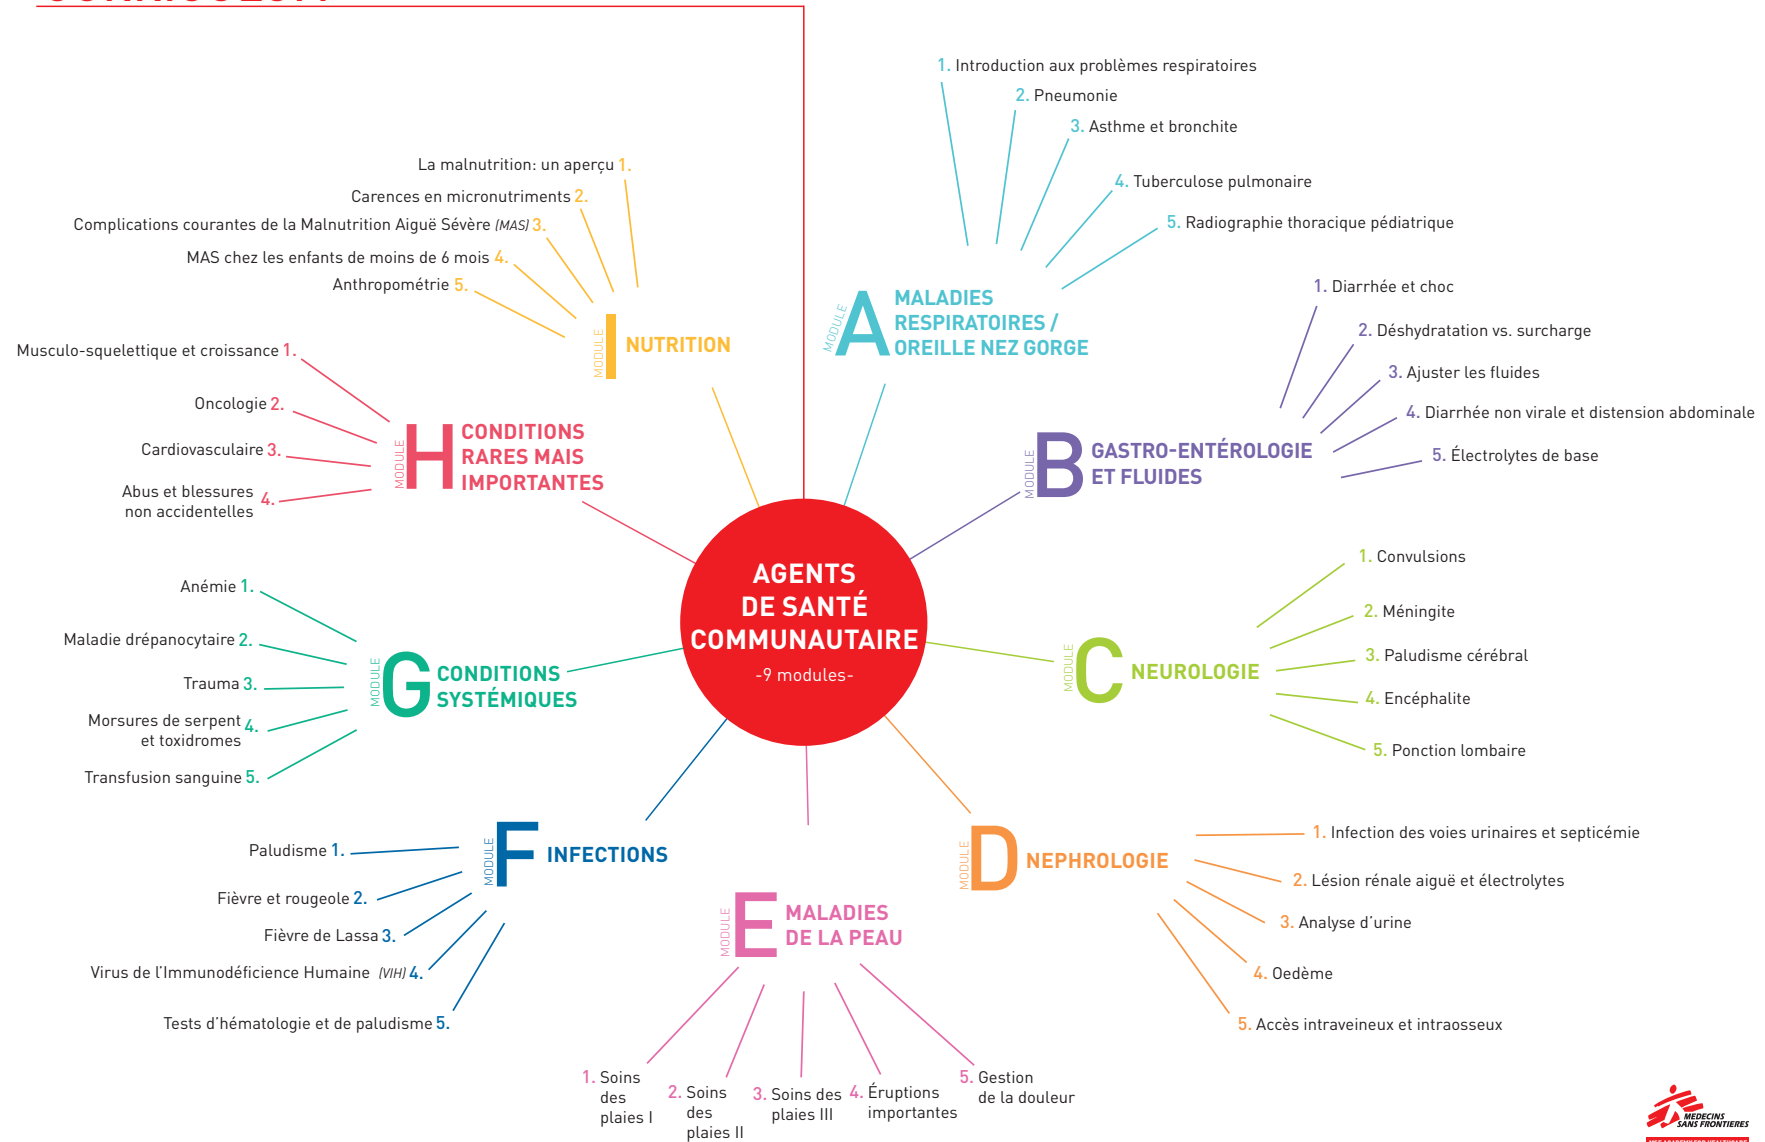 1. Introduction aux problèmes respiratoires
2. Pneumonie
3. Asthme et bronchite
4. Tuberculose pulmonaire
5. Radiographie thoracique pédiatrique
MODULE A
MALADIES
RESPIRATOIRES /
OREILLE NEZ GORGE
1. Diarrhée et choc
2. Déshydratation vs. surcharge
3. Ajuster les fluides
4. Diarrhée non virale et distension abdominale
5. Électrolytes de base
MODULE B
GASTRO-ENTÉROLOGIE
ET FLUIDES
1. Convulsions
2. Méningite
3. Paludisme cérébral
4. Encéphalite
5. Ponction lombaire
MODULE C
NEUROLOGIE
1. Infection des voies urinaires et septicémie
2. Lésion rénale aiguë et électrolytes
3. Analyse d'urine
4. Oedème
5. Accès intraveineux et intraosseux
MODULE D
NEPHROLOGIE
MODULE E
MALADIES
DE LA PEAU
1. Soins
des
plaies I
2. Soins
des
plaies II
3. Soins des
plaies III
4. Éruptions
importantes
5. Gestion
de la douleur
MODULE F
INFECTIONS
Paludisme 1.
Fièvre et rougeole 2.
Fièvre de Lassa 3.
Virus de l'Immunodéficience Humaine (VIH) 4.
Tests d'hématologie et de paludisme 5.
MODULE G
CONDITIONS
SYSTÉMIQUES
Anémie 1.
Maladie drépanocytaire 2.
Trauma 3.
Morsures de serpent 4.
et toxidromes
Transfusion sanguine 5.
MODULE H
CONDITIONS
RARES MAIS
IMPORTANTES
Musculo-squelettique et croissance 1.
Oncologie 2.
Cardiovasculaire 3.
Abus et blessures 4.
non accidentelles
MODULE I
NUTRITION
La malnutrition: un aperçu 1.
Carences en micronutriments 2.
Complications courantes de la Malnutrition Aiguë Sévère (MAS) 3.
MAS chez les enfants de moins de 6 mois 4.
Anthropométrie 5.
AGENTS
DE SANTÉ
COMMUNAUTAIRE
-9 modules-
MEDECINS
SANS FRONTIERES